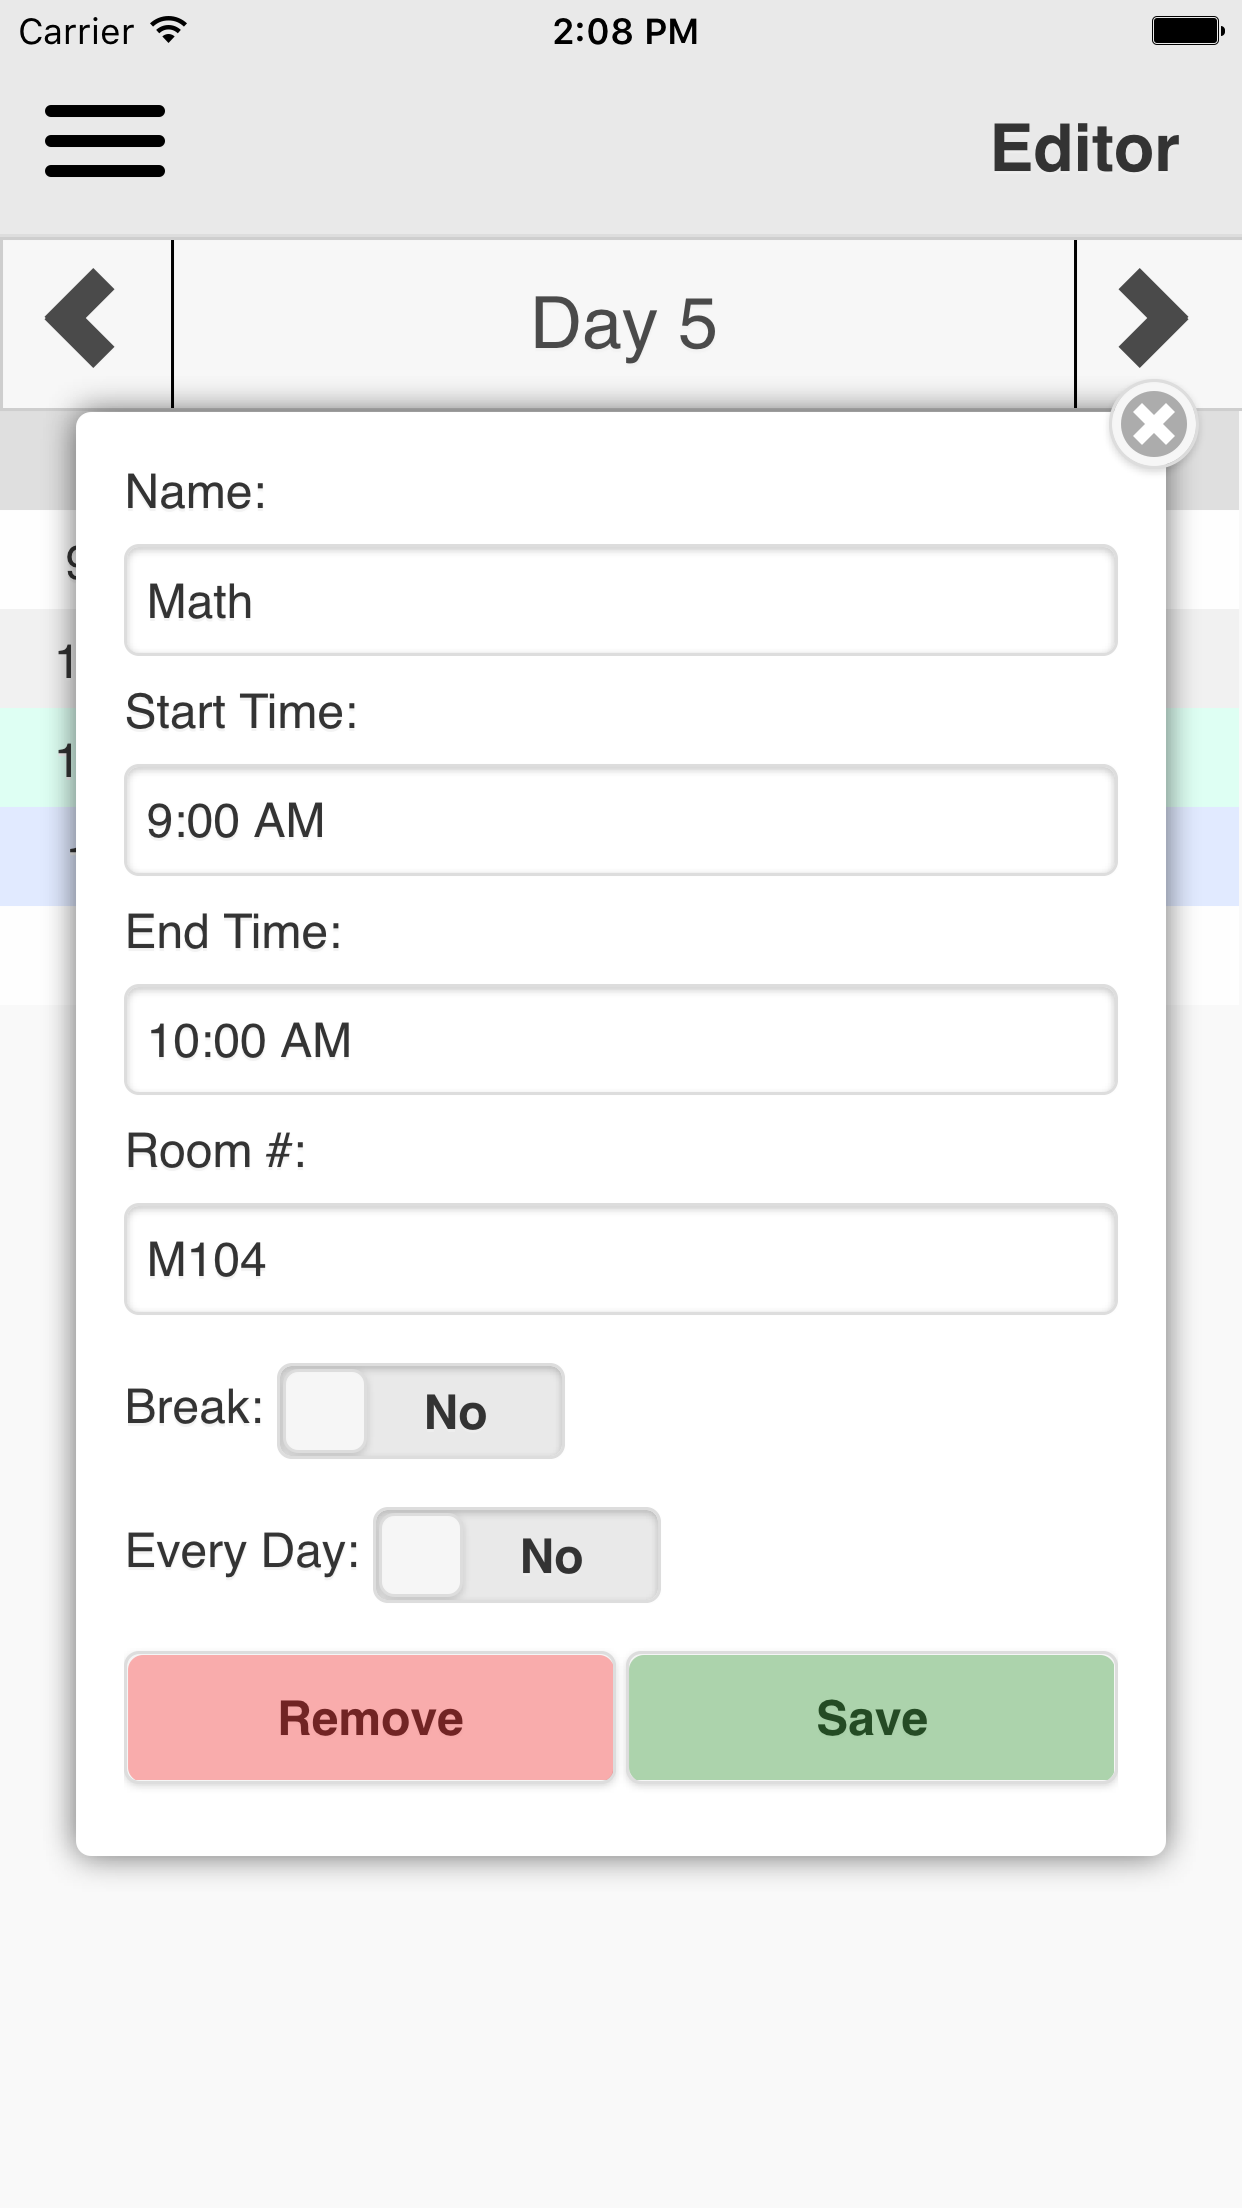 Carrier 2:08 PM
Editor
Day 5
Name:
Math
Start Time:
9:00 AM
End Time:
10:00 AM
Room #:
M104
Break: No
Every Day: No
Remove Save